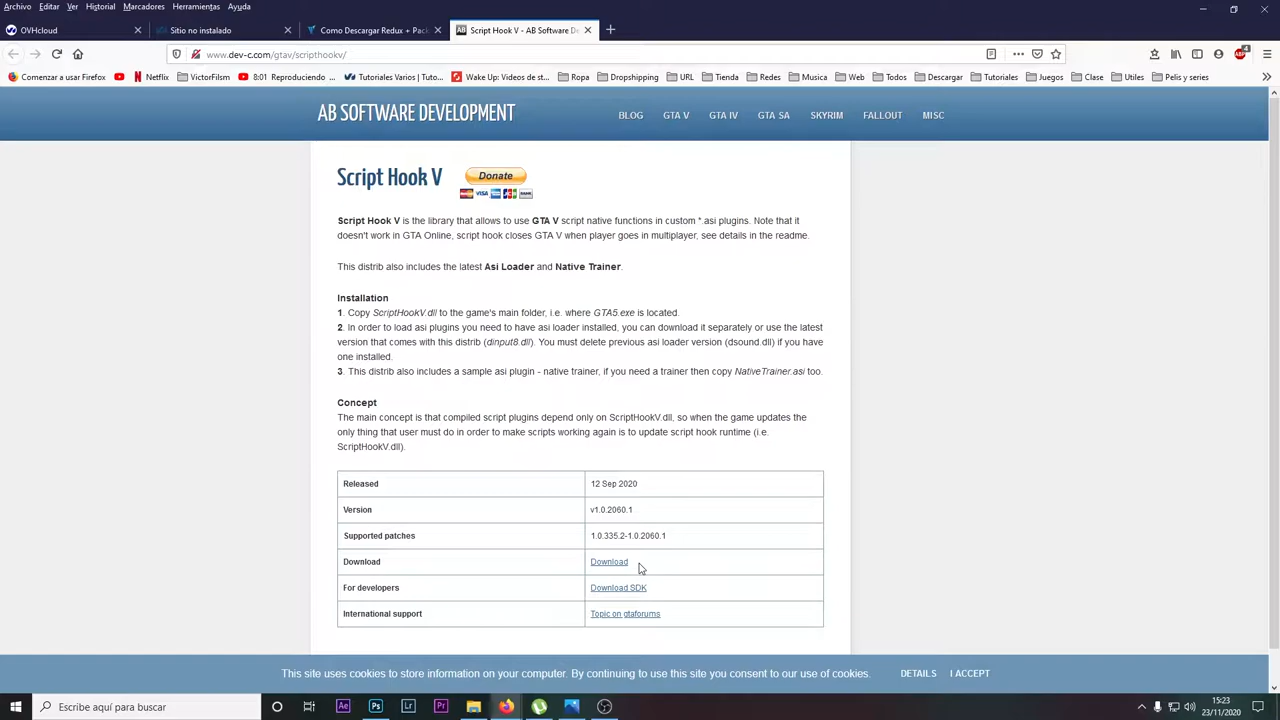 Archivo Editar Ver Historial Marcadores Herramientas Ayuda
OVHcloud
Sitio no instalado
Como Descargar Redux + Pack
AB Script Hook V - AB Software De
www.dev-c.com/gtav/scripthookv/
Comenzar a usar Firefox Netflix VictorFilsm 8:01 Reproduciendo Tutoriales Varios | Tuto... Wake Up: Videos de st... Ropa Dropshipping URL Tienda Redes Musica Web Todos Descargar Tutoriales Juegos Clase Utiles Pelis y series
AB SOFTWARE DEVELOPMENT
BLOG GTA V GTA IV GTA SA SKYRIM FALLOUT MISC
Script Hook V
Donate
VISA
Script Hook V is the library that allows to use GTA V script native functions in custom *.asi plugins. Note that it
doesn't work in GTA Online, script hook closes GTA V when player goes in multiplayer, see details in the readme.
This distrib also includes the latest Asi Loader and Native Trainer.
Installation
1. Copy ScriptHookV.dll to the game's main folder, i.e. where GTA5.exe is located.
2. In order to load asi plugins you need to have asi loader installed, you can download it separately or use the latest
version that comes with this distrib (dinput8.dll). You must delete previous asi loader version (dsound.dll) if you have
one installed.
3. This distrib also includes a sample asi plugin - native trainer, if you need a trainer then copy NativeTrainer.asi too.
Concept
The main concept is that compiled script plugins depend only on ScriptHookV.dll, so when the game updates the
only thing that user must do in order to make scripts working again is to update script hook runtime (i.e.
ScriptHookV.dll).
Released 12 Sep 2020
Version v1.0.2060.1
Supported patches 1.0.335.2-1.0.2060.1
Download Download
For developers Download SDK
International support Topic on gtaforums
This site uses cookies to store information on your computer. By continuing to use this site you consent to our use of cookies. DETAILS I ACCEPT
Escribe aquí para buscar
Ae Ps Lr Pr
15:23
23/11/2020